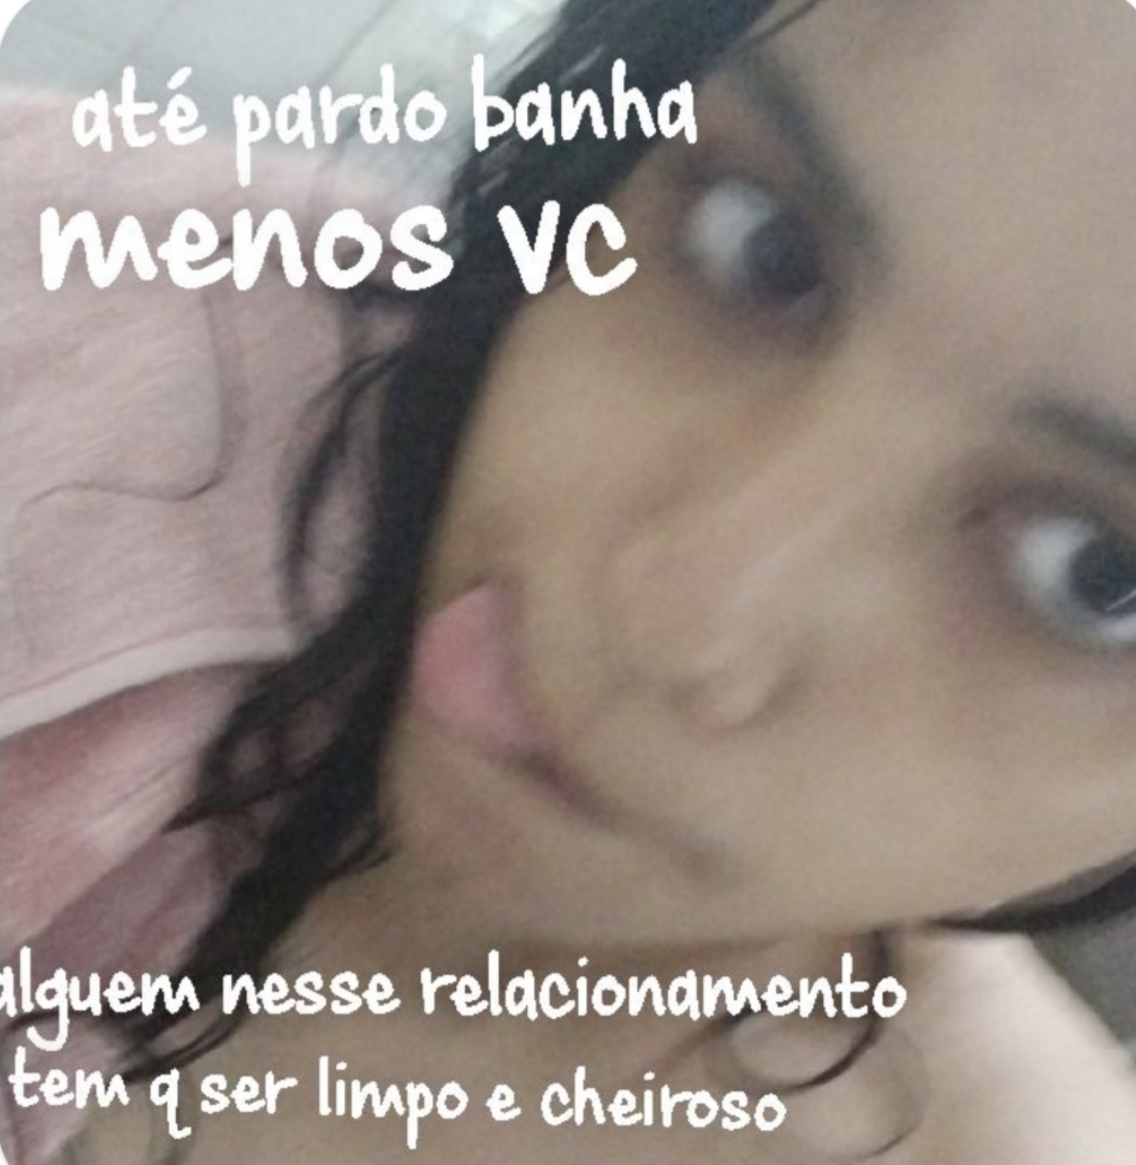 até pardo banha
menos vc
alguem nesse relacionamento
tem q ser limpo e cheiroso